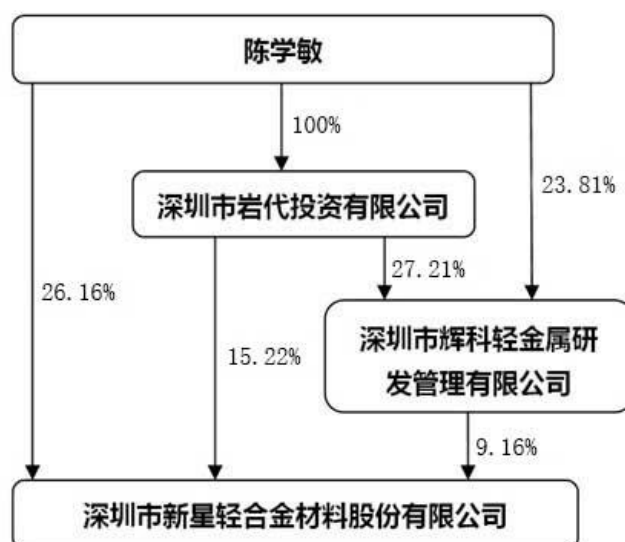 陈学敏
100%
深圳市岩代投资有限公司
23.81%
27.21%
26.16%
15.22%
深圳市辉科轻金属研
发管理有限公司
9.16%
深圳市新星轻合金材料股份有限公司